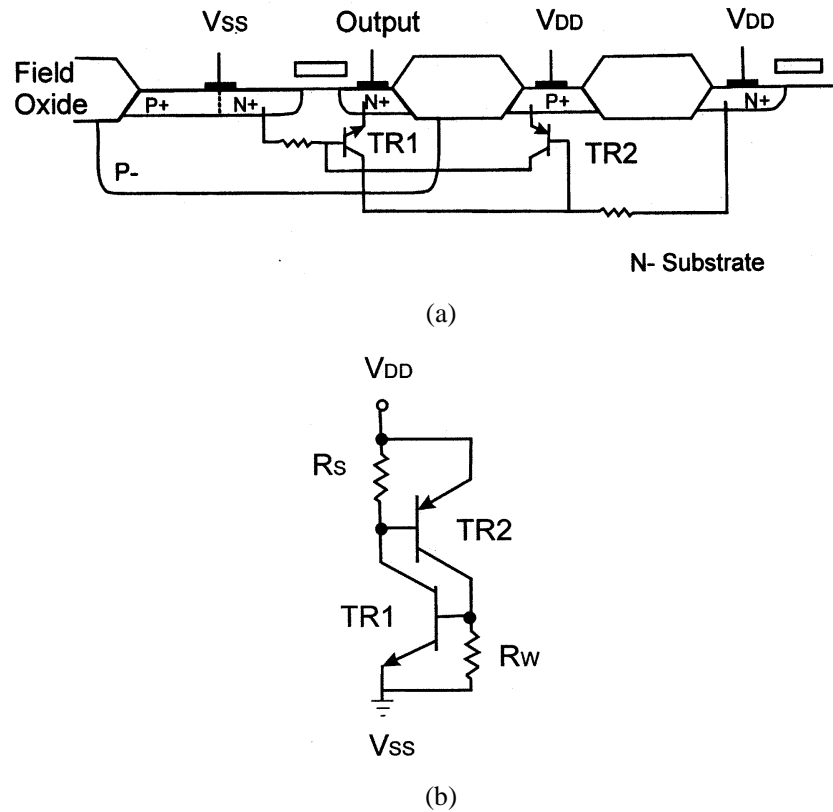 VSS Output VDD VDD
Field
Oxide
P+ N+ N+ P+ N+
TR1 TR2
P-
N- Substrate
(a)
VDD
RS
TR2
TR1
RW
VSS
(b)